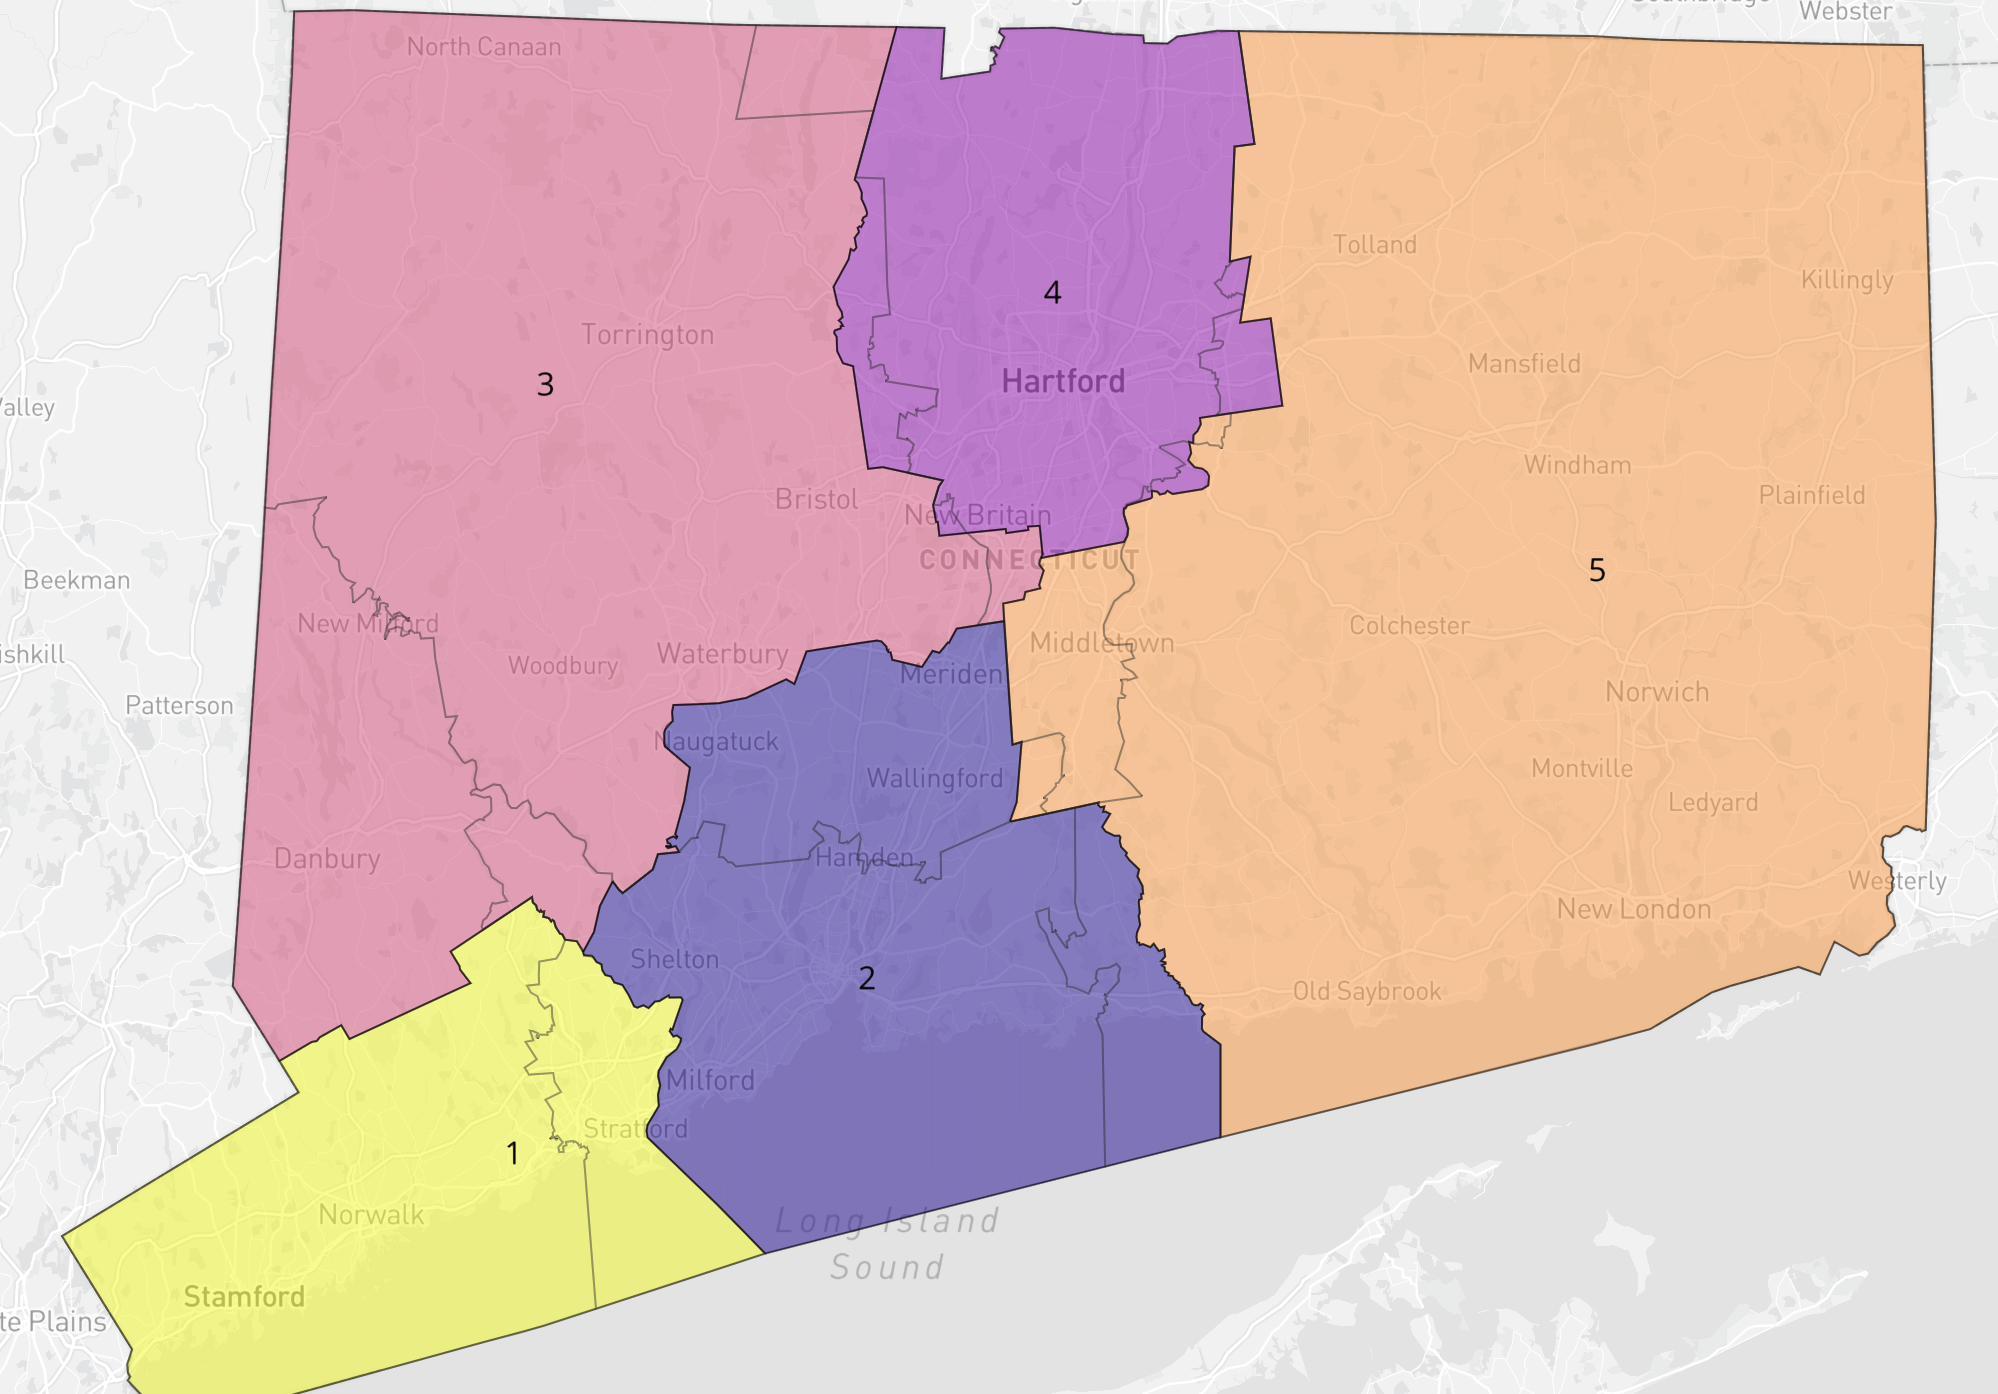 Webster
North Canaan
Tolland
Killingly
4
Torrington
Mansfield
3
Hartford
Valley
Windham
Bristol
Plainfield
New Britain
CONNECTICUT
5
Beekman
New Milford
Colchester
Middletown
ishkill
Woodbury
Waterbury
Meriden
Norwich
Patterson
Naugatuck
Wallingford
Montville
Ledyard
Danbury
Hamden
Westerly
New London
Shelton
2
Old Saybrook
Milford
Stratford
1
Norwalk
Long Island
Sound
Stamford
te Plains